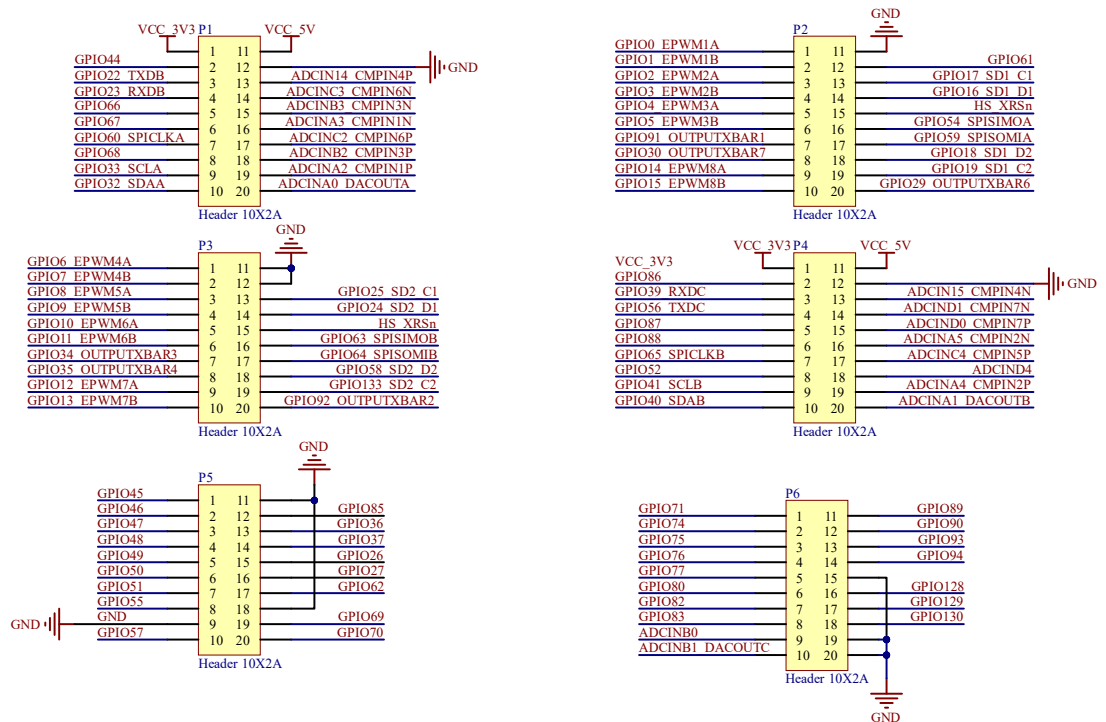 VCC_3V3 P1 VCC_5V
1 11
GPIO44 2 12 GND
GPIO22_TXDB 3 13 ADCIN14_CMPIN4P
GPIO23_RXDB 4 14 ADCINC3_CMPIN6N
GPIO66 5 15 ADCINB3_CMPIN3N
GPIO67 6 16 ADCINA3_CMPIN1N
GPIO60_SPICLKA 7 17 ADCINC2_CMPIN6P
GPIO68 8 18 ADCINB2_CMPIN3P
GPIO33_SCLA 9 19 ADCINA2_CMPIN1P
GPIO32_SDAA 10 20 ADCINA0_DACOUTA
Header 10X2A
GND
P2
GPIO0_EPWM1A 1 11
GPIO1_EPWM1B 2 12 GPIO61
GPIO2_EPWM2A 3 13 GPIO17_SD1_C1
GPIO3_EPWM2B 4 14 GPIO16_SD1_D1
GPIO4_EPWM3A 5 15 HS_XRSn
GPIO5_EPWM3B 6 16 GPIO54_SPISIMOA
GPIO91_OUTPUTXBAR1 7 17 GPIO59_SPISOMIA
GPIO30_OUTPUTXBAR7 8 18 GPIO18_SD1_D2
GPIO14_EPWM8A 9 19 GPIO19_SD1_C2
GPIO15_EPWM8B 10 20 GPIO29_OUTPUTXBAR6
Header 10X2A
GND
P3
GPIO6_EPWM4A 1 11
GPIO7_EPWM4B 2 12
GPIO8_EPWM5A 3 13 GPIO25_SD2_C1
GPIO9_EPWM5B 4 14 GPIO24_SD2_D1
GPIO10_EPWM6A 5 15 HS_XRSn
GPIO11_EPWM6B 6 16 GPIO63_SPISIMOB
GPIO34_OUTPUTXBAR3 7 17 GPIO64_SPISOMIB
GPIO35_OUTPUTXBAR4 8 18 GPIO58_SD2_D2
GPIO12_EPWM7A 9 19 GPIO133_SD2_C2
GPIO13_EPWM7B 10 20 GPIO92_OUTPUTXBAR2
Header 10X2A
VCC_3V3 P4 VCC_5V
VCC_3V3 1 11
GPIO86 2 12 GND
GPIO39_RXDC 3 13 ADCIN15_CMPIN4N
GPIO56_TXDC 4 14 ADCIND1_CMPIN7N
GPIO87 5 15 ADCIND0_CMPIN7P
GPIO88 6 16 ADCINA5_CMPIN2N
GPIO65_SPICLKB 7 17 ADCINC4_CMPIN5P
GPIO52 8 18 ADCIND4
GPIO41_SCLB 9 19 ADCINA4_CMPIN2P
GPIO40_SDAB 10 20 ADCINA1_DACOUTB
Header 10X2A
GND
P5
GPIO45 1 11
GPIO46 2 12 GPIO85
GPIO47 3 13 GPIO36
GPIO48 4 14 GPIO37
GPIO49 5 15 GPIO26
GPIO50 6 16 GPIO27
GPIO51 7 17 GPIO62
GPIO55 8 18
GND GND 9 19 GPIO69
GPIO57 10 20 GPIO70
Header 10X2A
P6
GPIO71 1 11 GPIO89
GPIO74 2 12 GPIO90
GPIO75 3 13 GPIO93
GPIO76 4 14 GPIO94
GPIO77 5 15
GPIO80 6 16 GPIO128
GPIO82 7 17 GPIO129
GPIO83 8 18 GPIO130
ADCINB0 9 19
ADCINB1_DACOUTC 10 20
Header 10X2A
GND